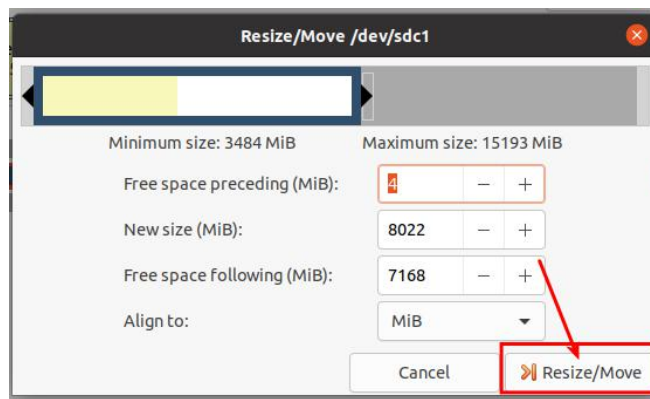 Resize/Move /dev/sdc1
Minimum size: 3484 MiB Maximum size: 15193 MiB
Free space preceding (MiB): 4 − +
New size (MiB): 8022 − +
Free space following (MiB): 7168 − +
Align to: MiB
Cancel Resize/Move